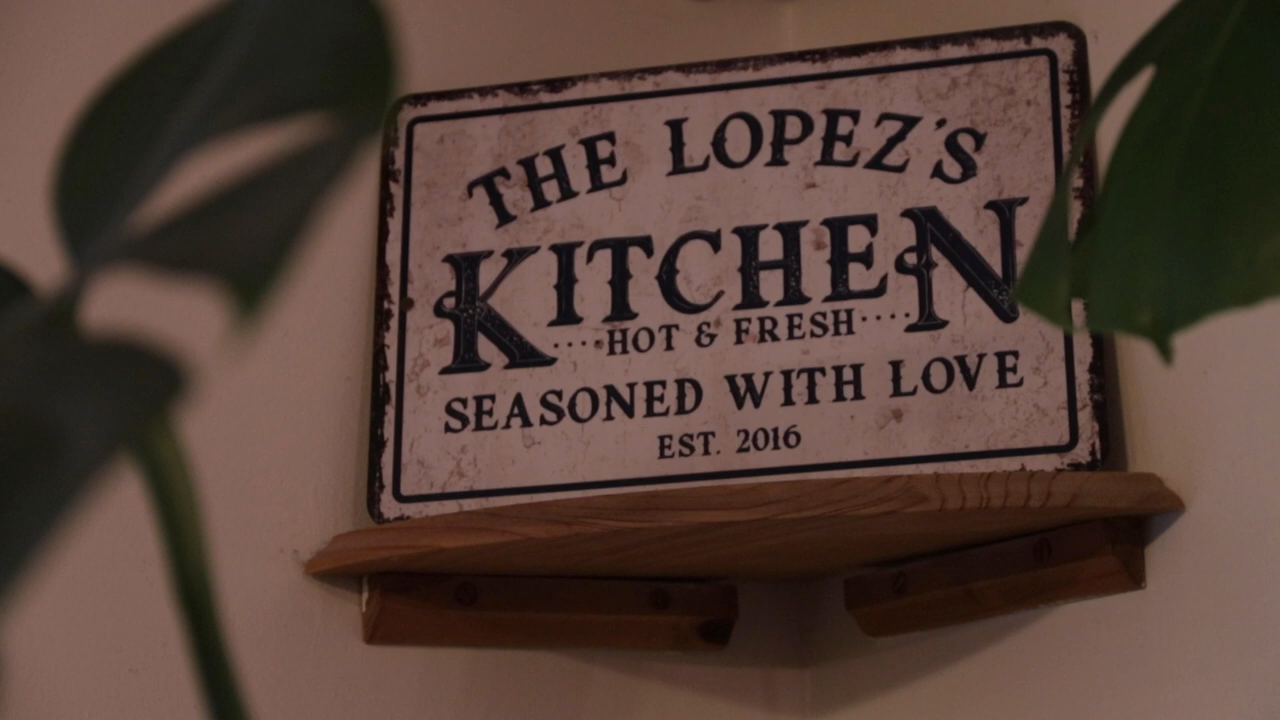 THE LOPEZ'S
KITCHEN
····HOT & FRESH····
SEASONED WITH LOVE
EST. 2016